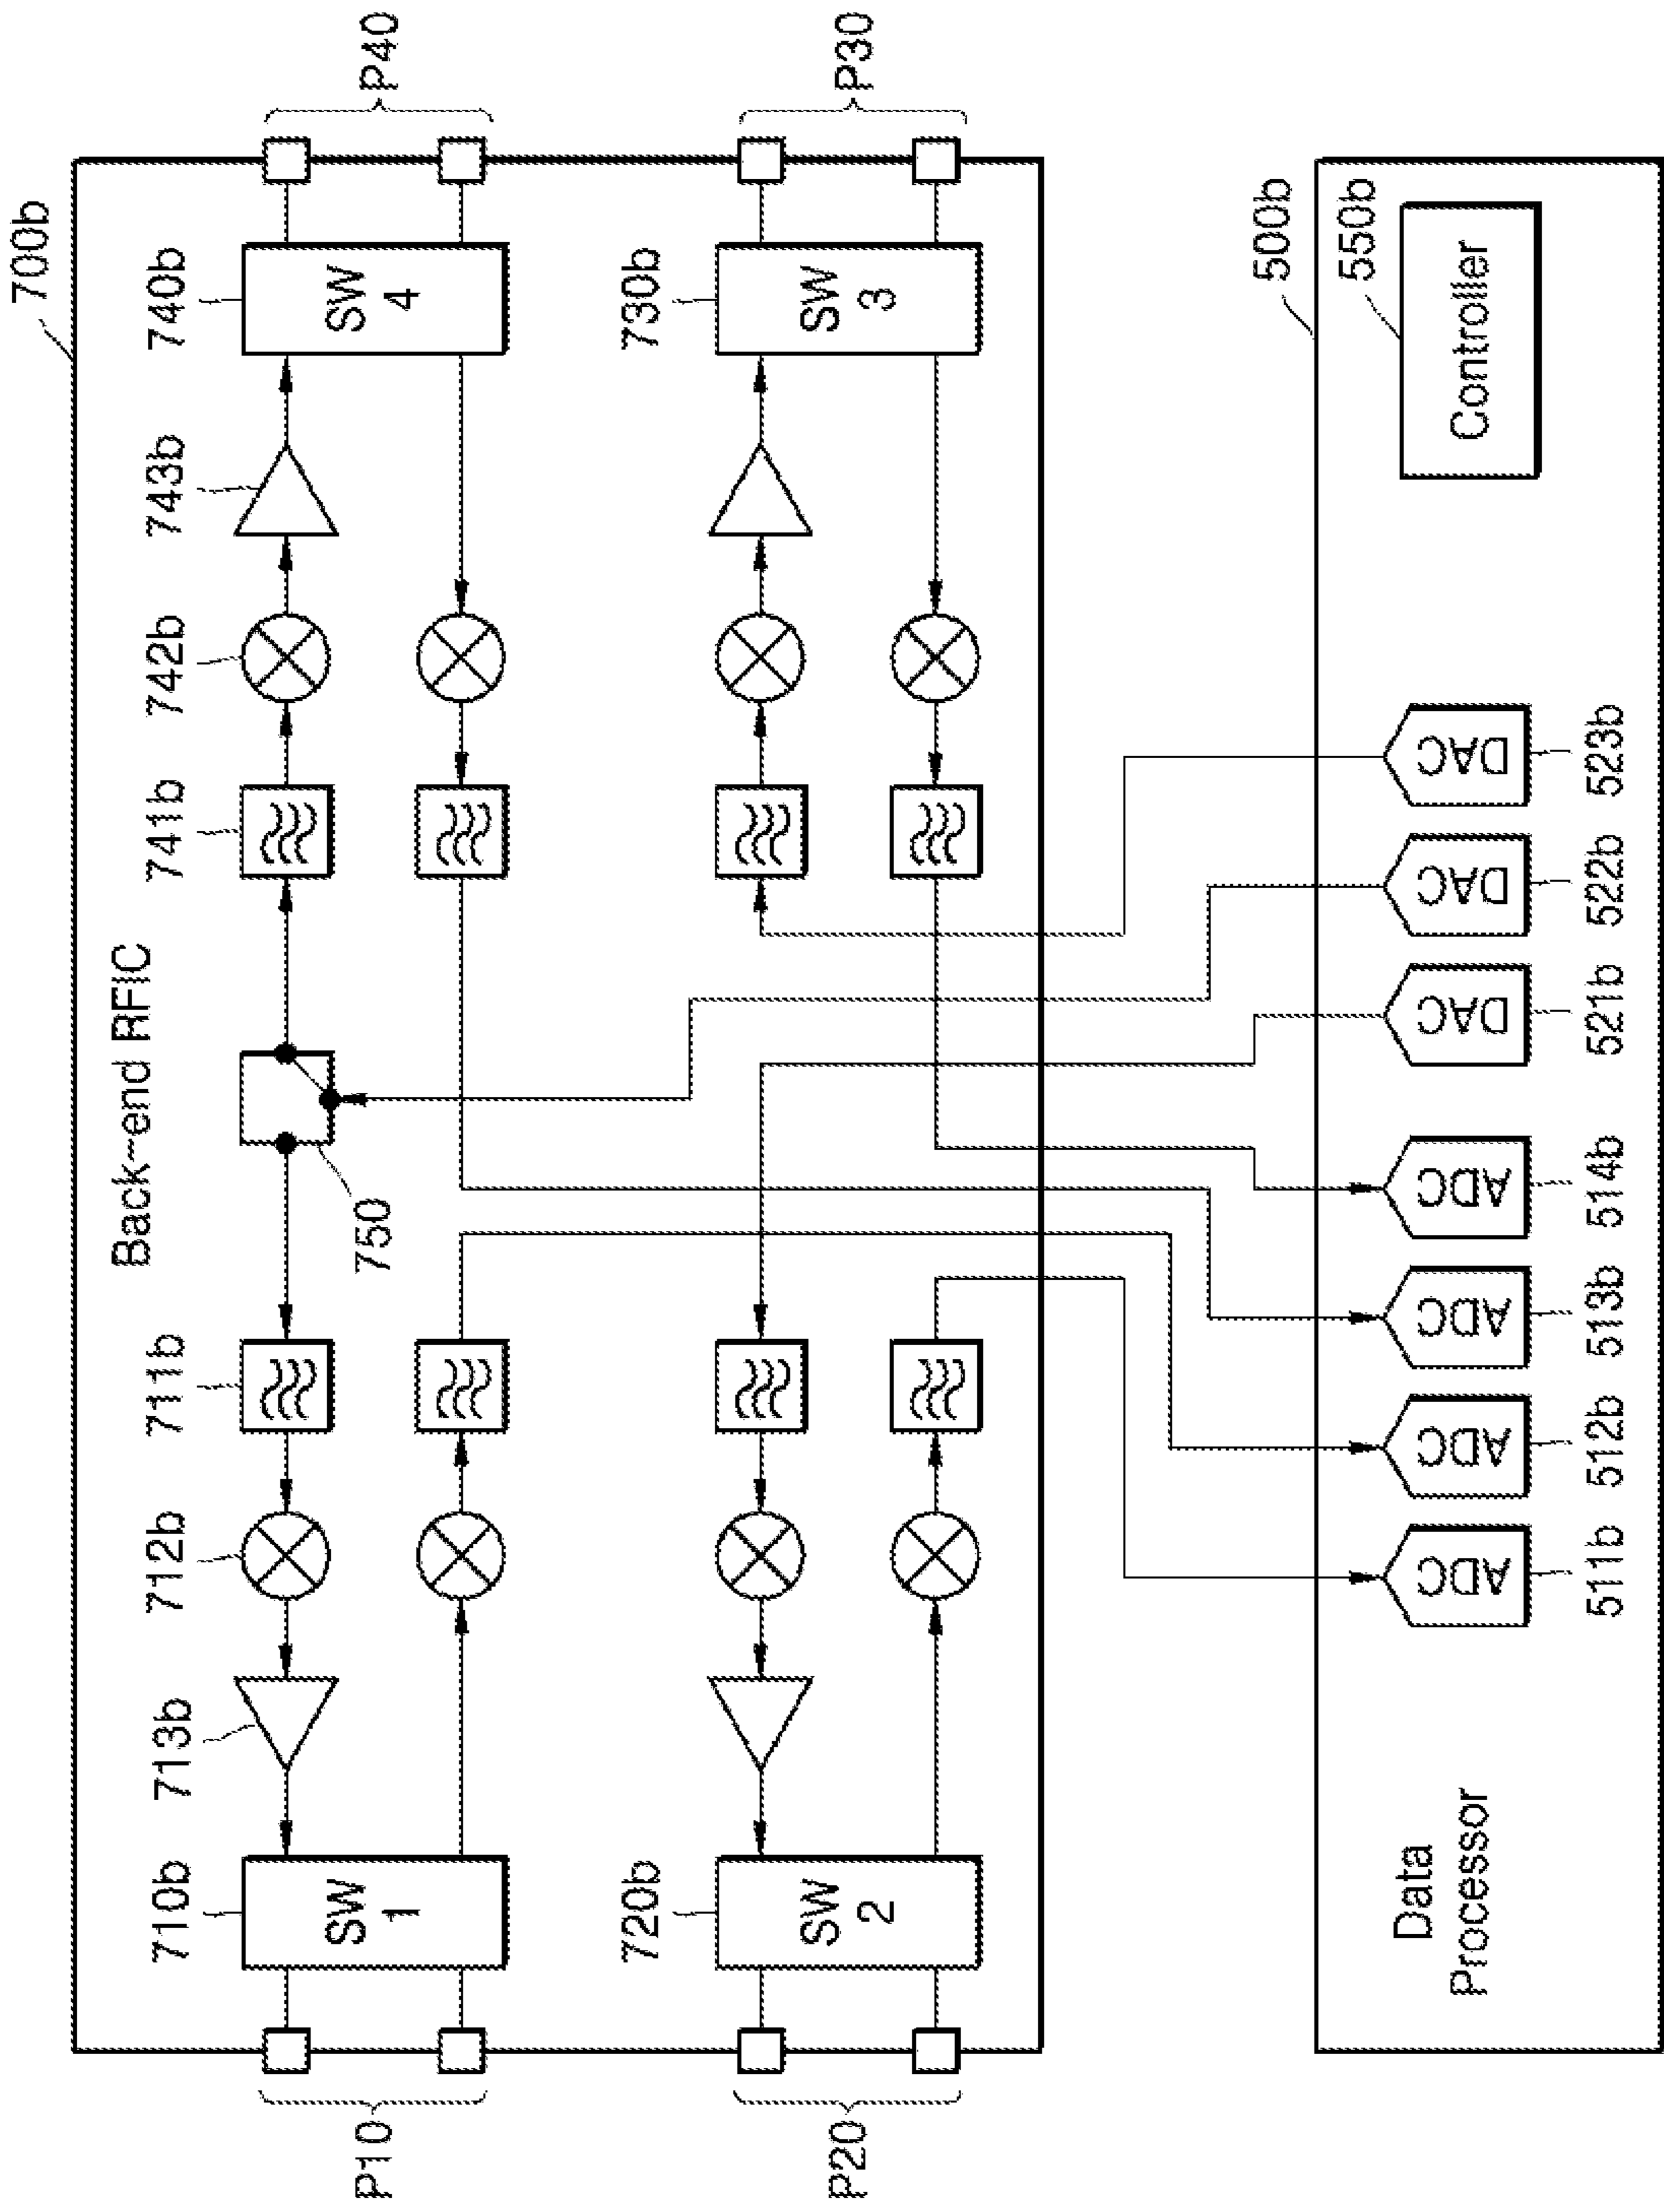 700b
Back-end RFIC
710b
713b
712b
711b
750
741b
742b
743b
740b
P10
SW
1
SW
4
P40
720b
730b
P20
SW
2
SW
3
P30
500b
550b
Data
Processor
ADC
ADC
ADC
ADC
DAC
DAC
DAC
Controller
511b
512b
513b
514b
521b
522b
523b